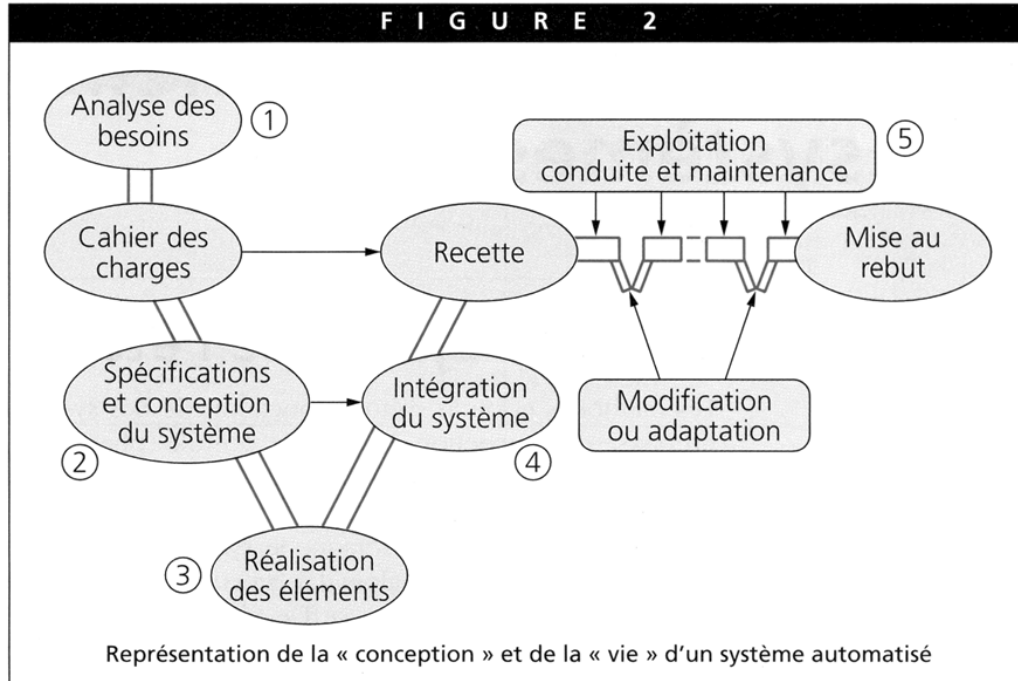 FIGURE 2
Analyse des
besoins
1
Cahier des
charges
Recette
Exploitation
conduite et maintenance
5
Mise au
rebut
Spécifications
et conception
du système
2
Intégration
du système
4
Modification
ou adaptation
3
Réalisation
des éléments
Représentation de la « conception » et de la « vie » d'un système automatisé